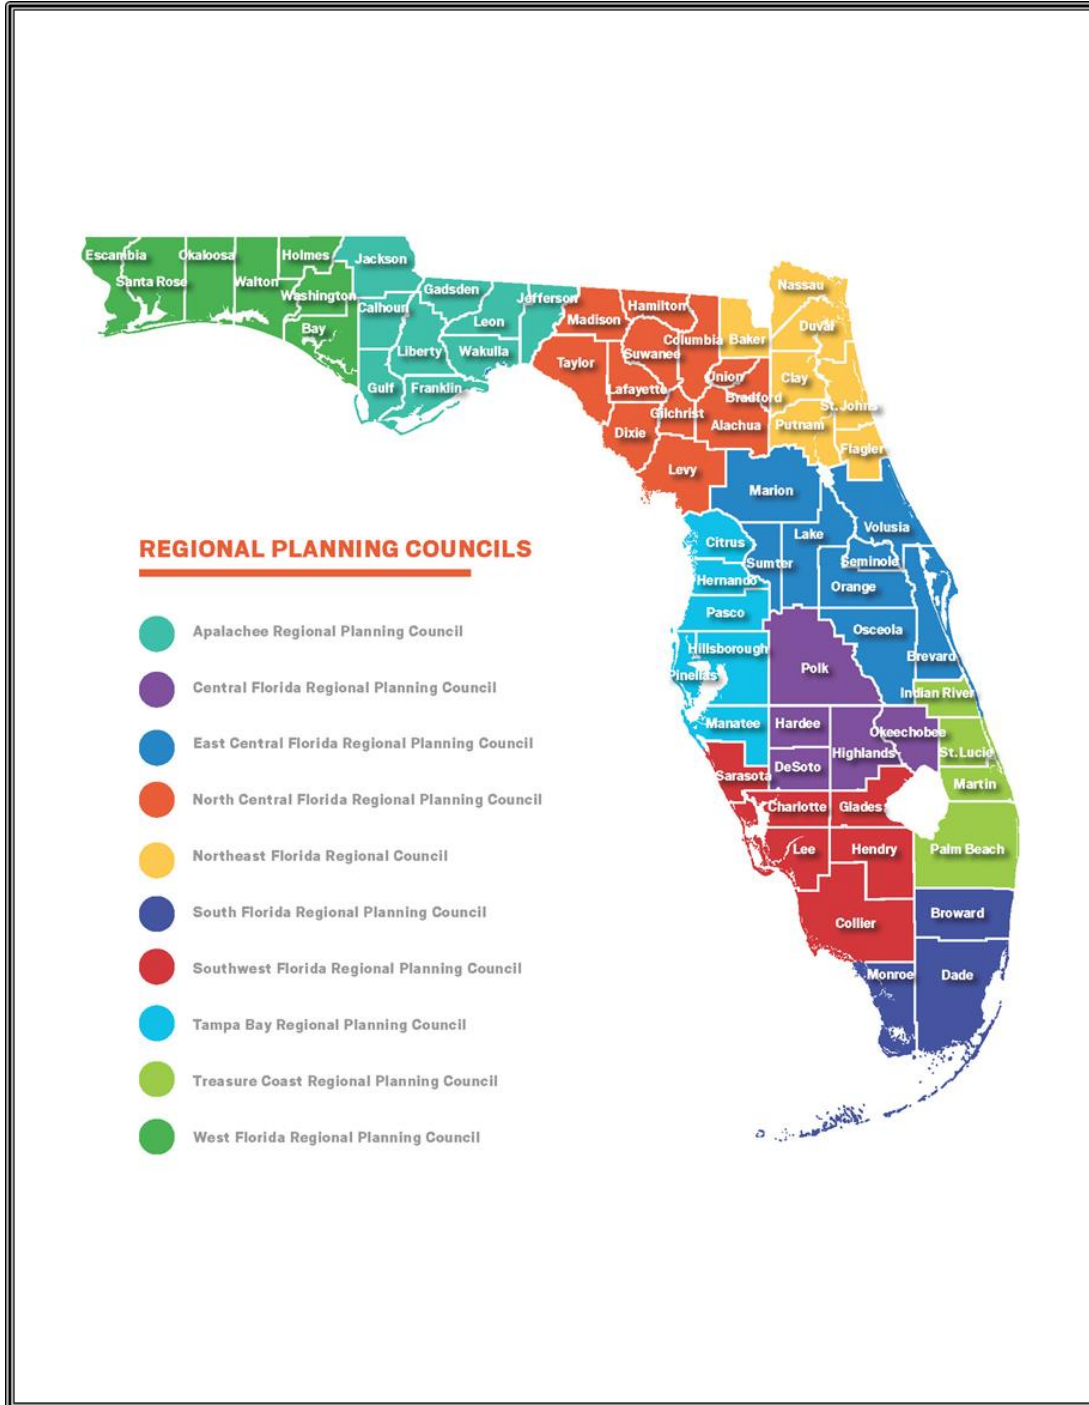 Escambia
Santa Rose
Okaloosa
Walton
Holmes
Washington
Bay
Jackson
Calhoun
Gulf
Gadsden
Liberty
Franklin
Leon
Wakulla
Jefferson
Madison
Taylor
Hamilton
Suwanee
Lafayette
Dixie
Columbia
Gilchrist
Levy
Union
Bradford
Alachua
Baker
Nassau
Duval
Clay
St. Johns
Putnam
Flagler
Marion
Citrus
Sumter
Lake
Volusia
Seminole
Orange
Hernando
Pasco
Osceola
Brevard
Hillsborough
Pinellas
Polk
Indian River
Manatee
Hardee
Okeechobee
Highlands
St. Lucie
Sarasota
DeSoto
Martin
Charlotte
Glades
Lee
Hendry
Palm Beach
Collier
Broward
Monroe
Dade
REGIONAL PLANNING COUNCILS
Apalachee Regional Planning Council
Central Florida Regional Planning Council
East Central Florida Regional Planning Council
North Central Florida Regional Planning Council
Northeast Florida Regional Council
South Florida Regional Planning Council
Southwest Florida Regional Planning Council
Tampa Bay Regional Planning Council
Treasure Coast Regional Planning Council
West Florida Regional Planning Council